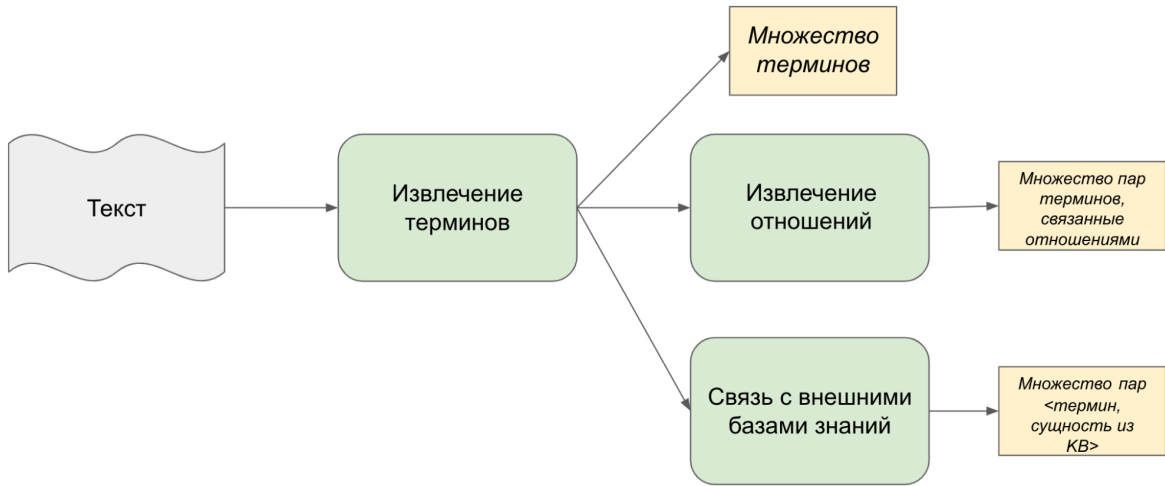 Множество
терминов
Текст
Извлечение
терминов
Извлечение
отношений
Множество пар
терминов,
связанные
отношениями
Связь с внешними
базами знаний
Множество пар
<термин,
сущность из
KB>